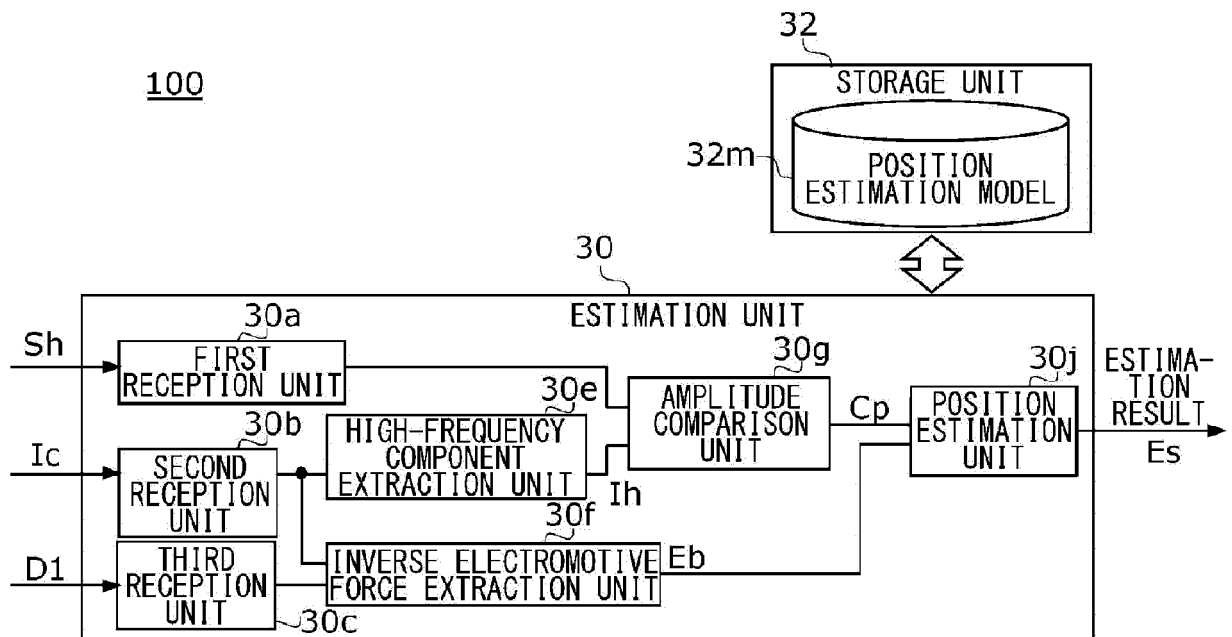 32
100
STORAGE UNIT
32m
POSITION
ESTIMATION MODEL
30
ESTIMATION UNIT
30a
Sh
FIRST
RECEPTION UNIT
30g
30j
ESTIMA-
TION
RESULT
30e
AMPLITUDE
COMPARISON
UNIT
Cp
POSITION
ESTIMATION
UNIT
30b
HIGH-FREQUENCY
COMPONENT
EXTRACTION UNIT
Ic
SECOND
RECEPTION
UNIT
Ih
Es
30f
D1
THIRD
RECEPTION
UNIT
INVERSE ELECTROMOTIVE
FORCE EXTRACTION UNIT
Eb
30c